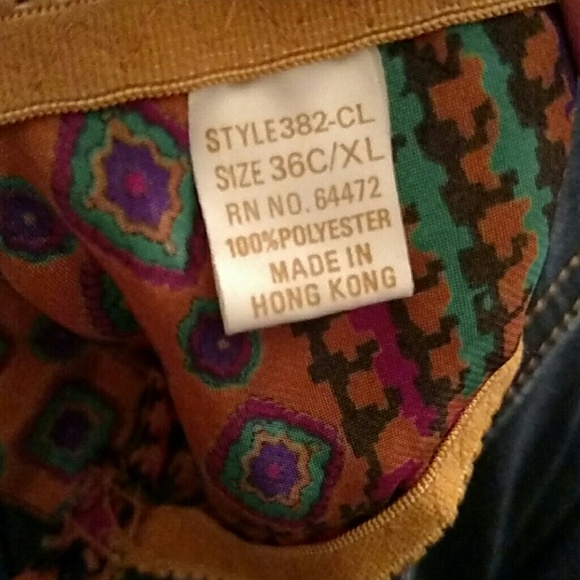 STYLE382-CL
SIZE 36C/XL
RN NO. 64472
100%POLYESTER
MADE IN
HONG KONG